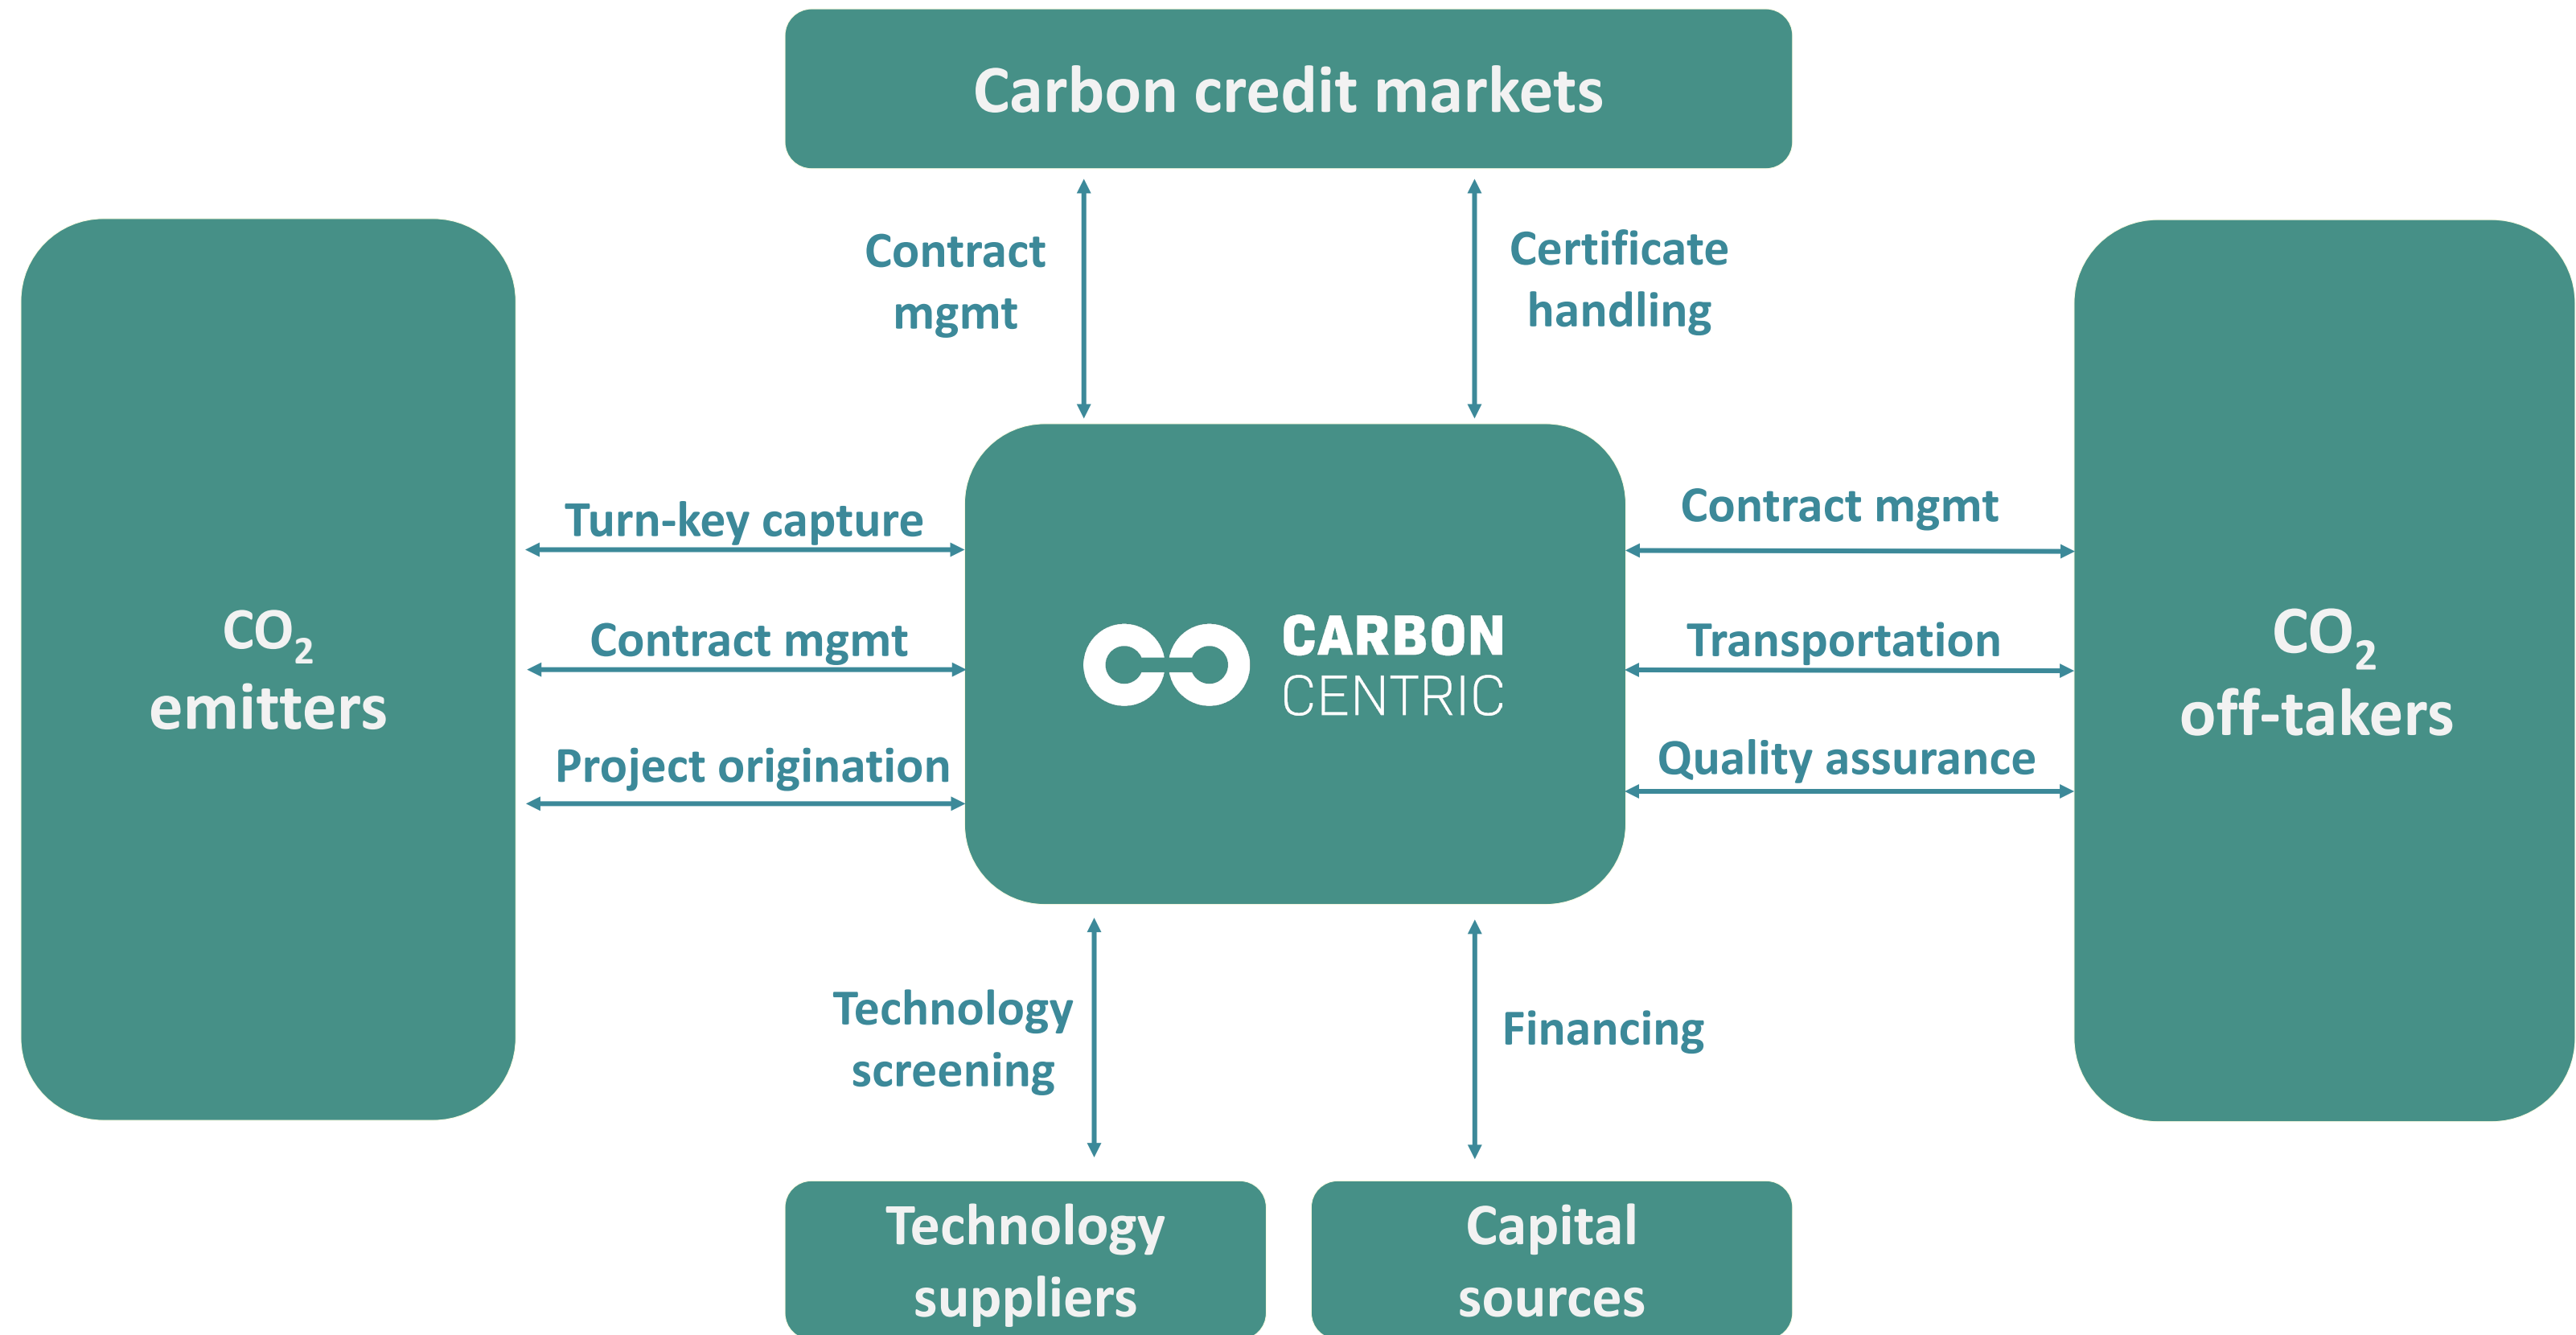 Carbon credit markets
Contract
mgmt
Certificate
handling
CO₂
emitters
Turn-key capture
Contract mgmt
Project origination
CARBON
CENTRIC
Contract mgmt
Transportation
Quality assurance
CO₂
off-takers
Technology
screening
Financing
Technology
suppliers
Capital
sources